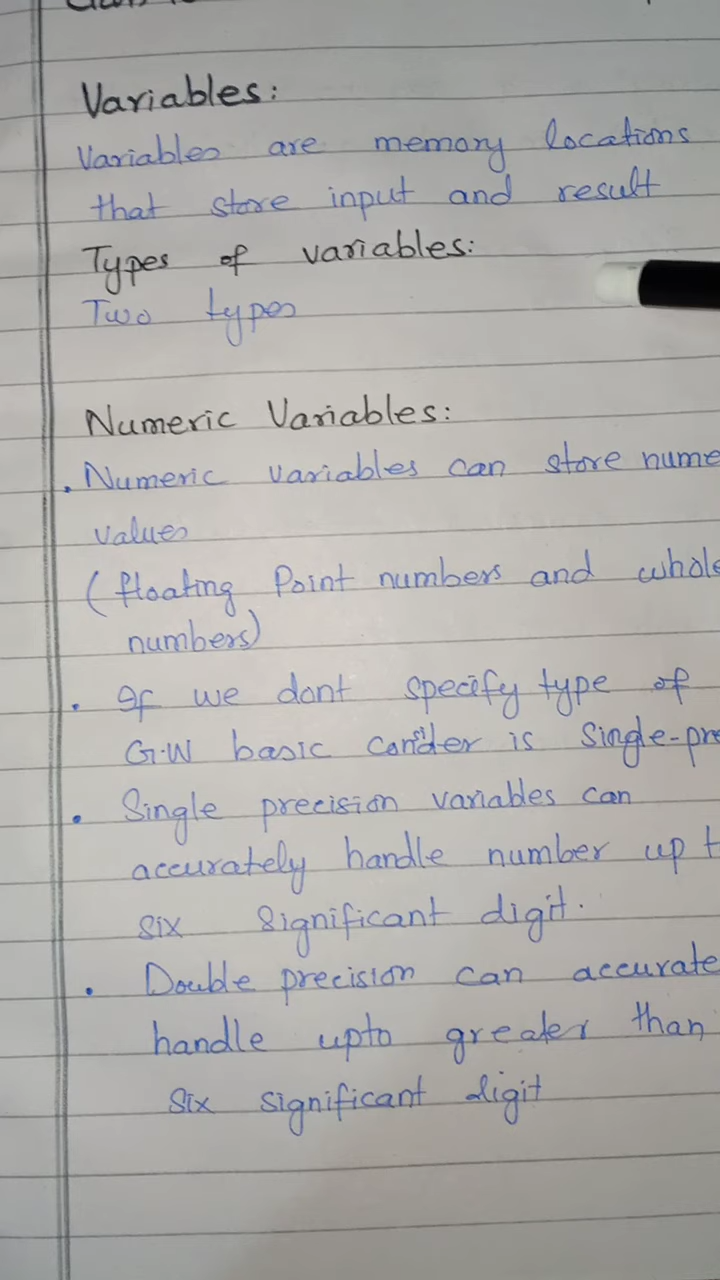 Variables:
Variables are memory locations
that store input and result
Types of variables:
Two types
Numeric Variables:
. Numeric variables can store nume
values
(floating Point numbers and whole
numbers)
. If we dont specify type of
G.W basic consider is single-pre
. Single precision variables can
accurately handle number up t
six significant digit.
. Double precision can accurate
handle upto greater than
six significant digit